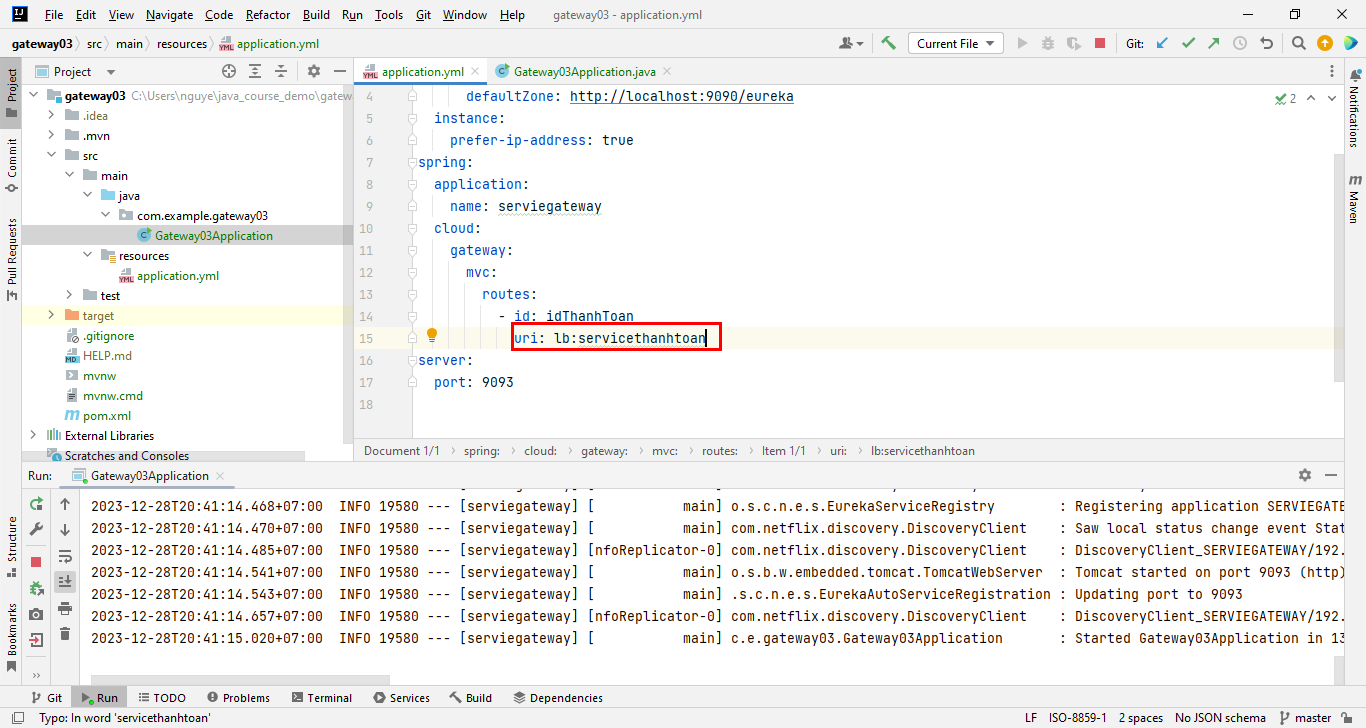 File Edit View Navigate Code Refactor Build Run Tools Git Window Help gateway03 - application.yml
gateway03 src main resources application.yml Current File Git:
Project
application.yml Gateway03Application.java
gateway03 C:\Users\nguye\java_course_demo\gatew
.idea
.mvn
src
main
java
com.example.gateway03
Gateway03Application
resources
application.yml
test
target
.gitignore
HELP.md
mvnw
mvnw.cmd
pom.xml
External Libraries
Scratches and Consoles
4 defaultZone: http://localhost:9090/eureka
5 instance:
6 prefer-ip-address: true
7 spring:
8 application:
9 name: serviegateway
10 cloud:
11 gateway:
12 mvc:
13 routes:
14 - id: idThanhToan
15 uri: lb:servicethanhtoan
16 server:
17 port: 9093
18
2
Document 1/1 spring: cloud: gateway: mvc: routes: Item 1/1 uri: lb:servicethanhtoan
Project
Commit
Pull Requests
Structure
Bookmarks
Notifications
Maven
Run: Gateway03Application
2023-12-28T20:41:14.468+07:00 INFO 19580 --- [serviegateway] [ main] o.s.c.n.e.s.EurekaServiceRegistry : Registering application SERVIEGATE
2023-12-28T20:41:14.470+07:00 INFO 19580 --- [serviegateway] [ main] com.netflix.discovery.DiscoveryClient : Saw local status change event Stat
2023-12-28T20:41:14.485+07:00 INFO 19580 --- [serviegateway] [nfoReplicator-0] com.netflix.discovery.DiscoveryClient : DiscoveryClient_SERVIEGATEWAY/192.
2023-12-28T20:41:14.541+07:00 INFO 19580 --- [serviegateway] [ main] o.s.b.w.embedded.tomcat.TomcatWebServer : Tomcat started on port 9093 (http)
2023-12-28T20:41:14.543+07:00 INFO 19580 --- [serviegateway] [ main] .s.c.n.e.s.EurekaAutoServiceRegistration : Updating port to 9093
2023-12-28T20:41:14.657+07:00 INFO 19580 --- [serviegateway] [nfoReplicator-0] com.netflix.discovery.DiscoveryClient : DiscoveryClient_SERVIEGATEWAY/192.
2023-12-28T20:41:15.020+07:00 INFO 19580 --- [serviegateway] [ main] c.e.gateway03.Gateway03Application : Started Gateway03Application in 13
Git Run TODO Problems Terminal Services Build Dependencies
Typo: In word 'servicethanhtoan' LF ISO-8859-1 2 spaces No JSON schema master